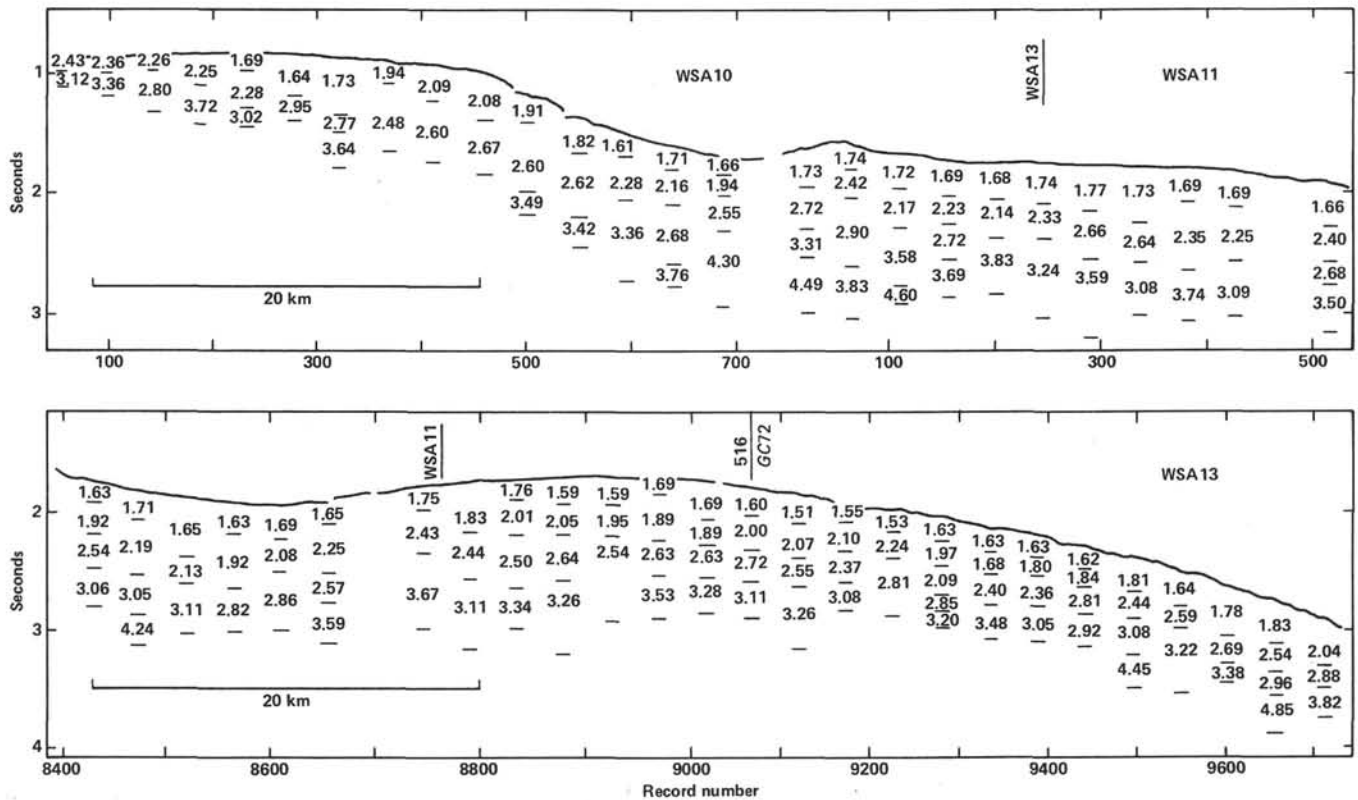 WSA10
WSA13
WSA11
2.43 2.36 2.26 1.69 1.94
2.25 1.64 1.73 2.09
3.12 3.36 2.80 2.28 2.08
3.72 2.95 1.91
3.02 2.77 2.48 2.60
3.64 2.67 1.82 1.61
2.60 1.71 1.66 1.73 1.74 1.72 1.69 1.68 1.74 1.77 1.73 1.69 1.69
2.62 2.28 2.16 1.94 2.42 1.66
3.49 2.55 2.72 2.17 2.23 2.14 2.33
3.42 3.36 2.68 3.31 2.90 2.72 2.66 2.64 2.35 2.25 2.40
3.76 4.30 3.58 3.83 3.24 2.68
4.49 3.83 3.69 3.59 3.08 3.74 3.09 3.50
4.60
20 km
Seconds
1
2
3
100 300 500 700 100 300 500
WSA11
516
GC72
WSA13
1.63 1.71 1.65 1.63 1.69 1.65 1.75 1.83 1.76 1.59 1.59 1.69 1.69 1.60 1.51 1.55 1.53 1.63 1.63 1.63 1.62 1.81 1.64 1.78 1.83 2.04
1.92 2.19 2.13 1.92 2.08 2.25 2.43 2.44 2.01 2.05 1.95 1.89 1.89 2.00 2.07 2.10 2.24 1.97 1.68 1.80 1.84 2.44 2.59 2.69 2.54 2.88
2.54 3.05 3.11 2.82 2.86 2.57 3.67 3.11 2.50 2.64 2.54 2.63 2.63 2.72 2.55 2.37 2.81 2.09 2.40 2.36 2.81 3.08 3.22 3.38 2.96 3.82
3.06 4.24 3.59 3.34 3.26 3.53 3.28 3.11 3.26 3.08 2.85 3.48 3.05 2.92 4.45 4.85
3.20
20 km
Seconds
2
3
4
8400 8600 8800 9000 9200 9400 9600
Record number